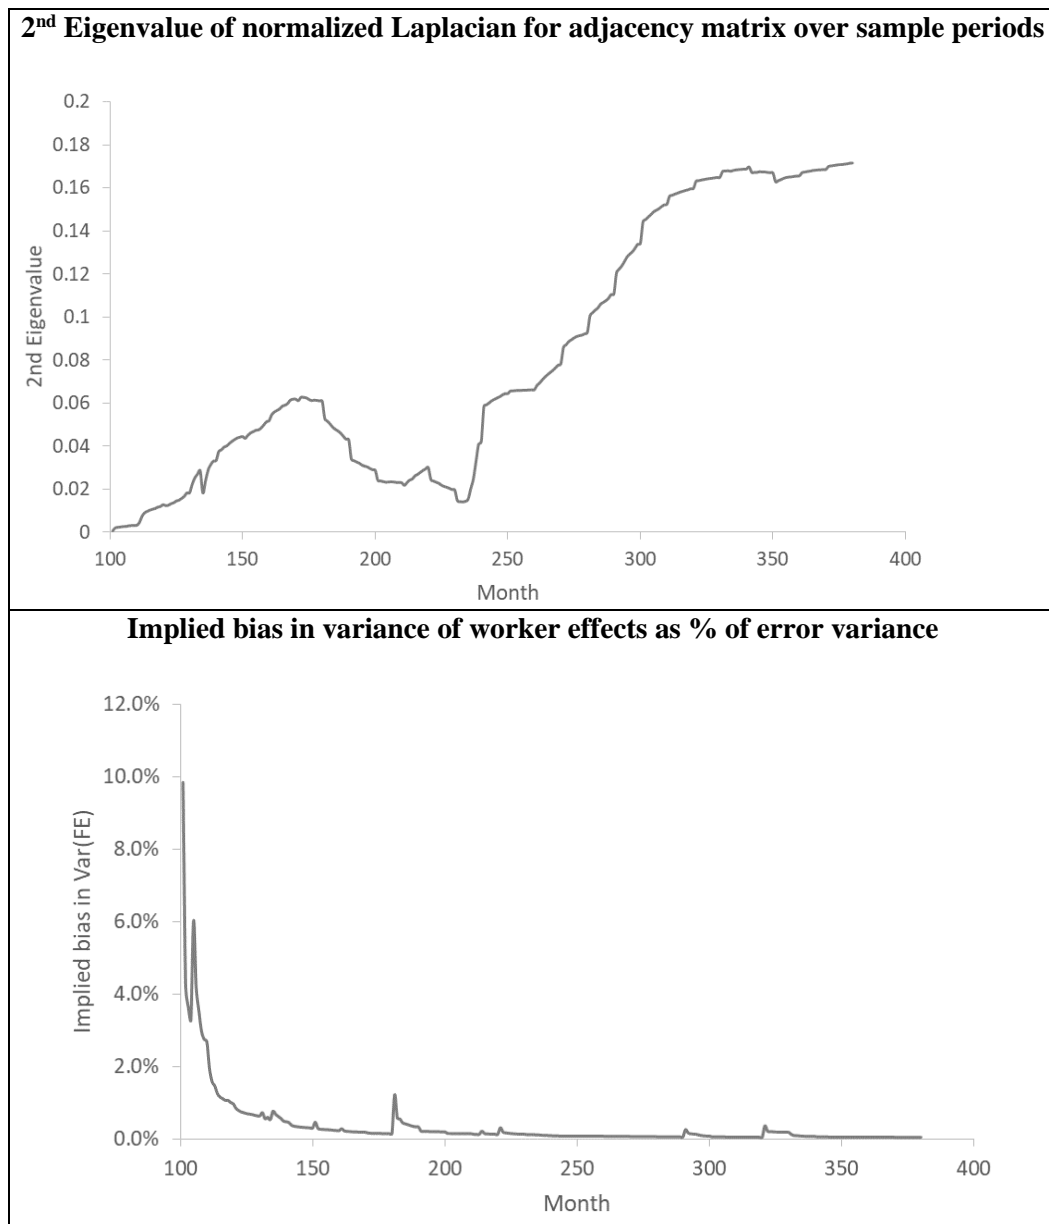 2nd Eigenvalue of normalized Laplacian for adjacency matrix over sample periods
0.2
0.18
0.16
0.14
0.12
0.1
0.08
0.06
0.04
0.02
0
2nd Eigenvalue
100 150 200 250 300 350 400
Month
Implied bias in variance of worker effects as % of error variance
12.0%
10.0%
8.0%
6.0%
4.0%
2.0%
0.0%
Implied bias in Var(FE)
100 150 200 250 300 350 400
Month